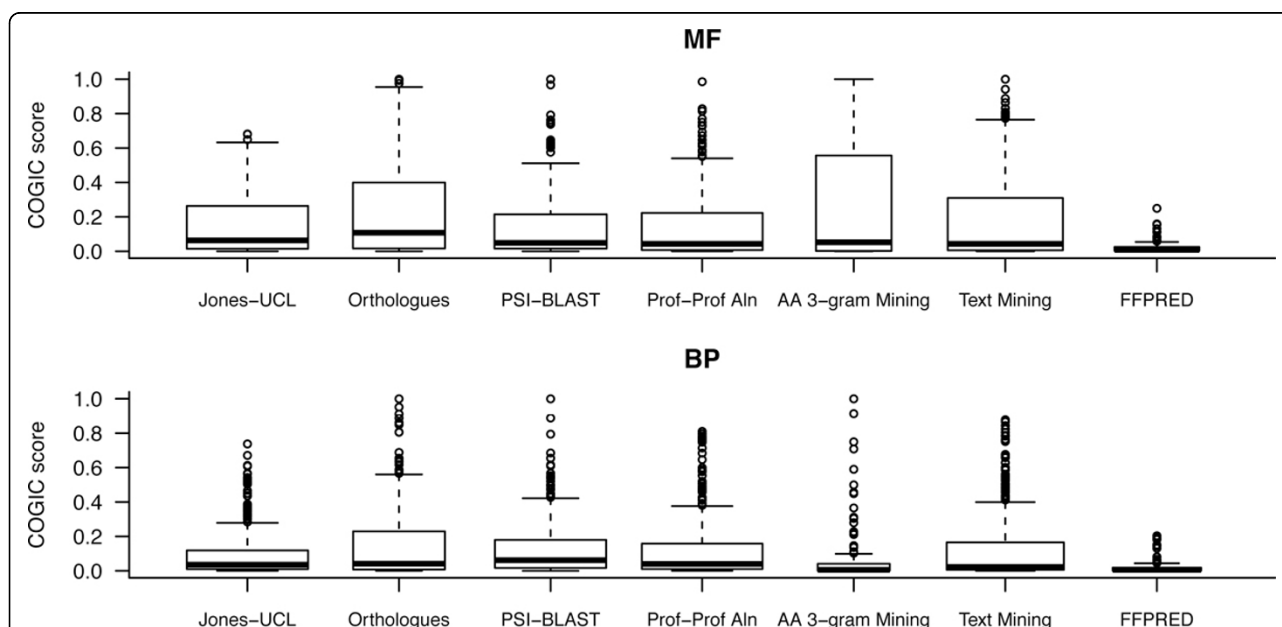 MF
COGIC score
1.0
0.8
0.6
0.4
0.2
0.0
Jones-UCL Orthologues PSI-BLAST Prof-Prof Aln AA 3-gram Mining Text Mining FFPRED
BP
COGIC score
1.0
0.8
0.6
0.4
0.2
0.0
Jones-UCL Orthologues PSI-BLAST Prof-Prof Aln AA 3-gram Mining Text Mining FFPRED